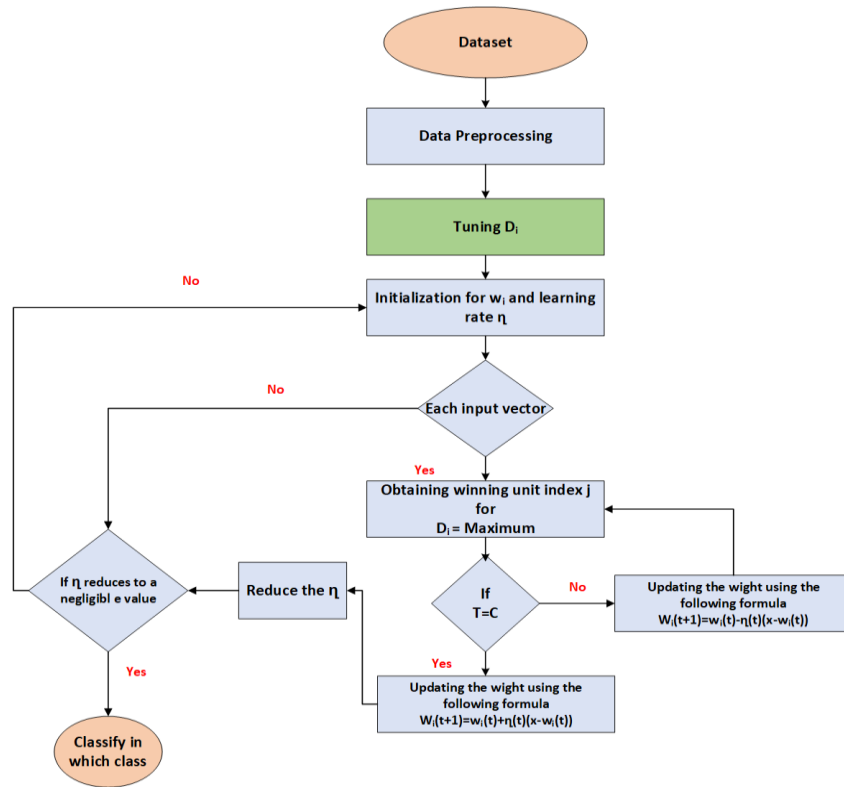 Dataset
Data Preprocessing
Tuning Dᵢ
No
Initialization for wᵢ and learning
rate η
No
Each input vector
Yes
Obtaining winning unit index j
for
Dᵢ = Maximum
If η reduces to a
negligibl e value
Reduce the η
If
T=C
No
Updating the wight using the
following formula
Wᵢ(t+1)=wᵢ(t)-η(t)(x-wᵢ(t))
Yes
Yes
Updating the wight using the
following formula
Wᵢ(t+1)=wᵢ(t)+η(t)(x-wᵢ(t))
Classify in
which class